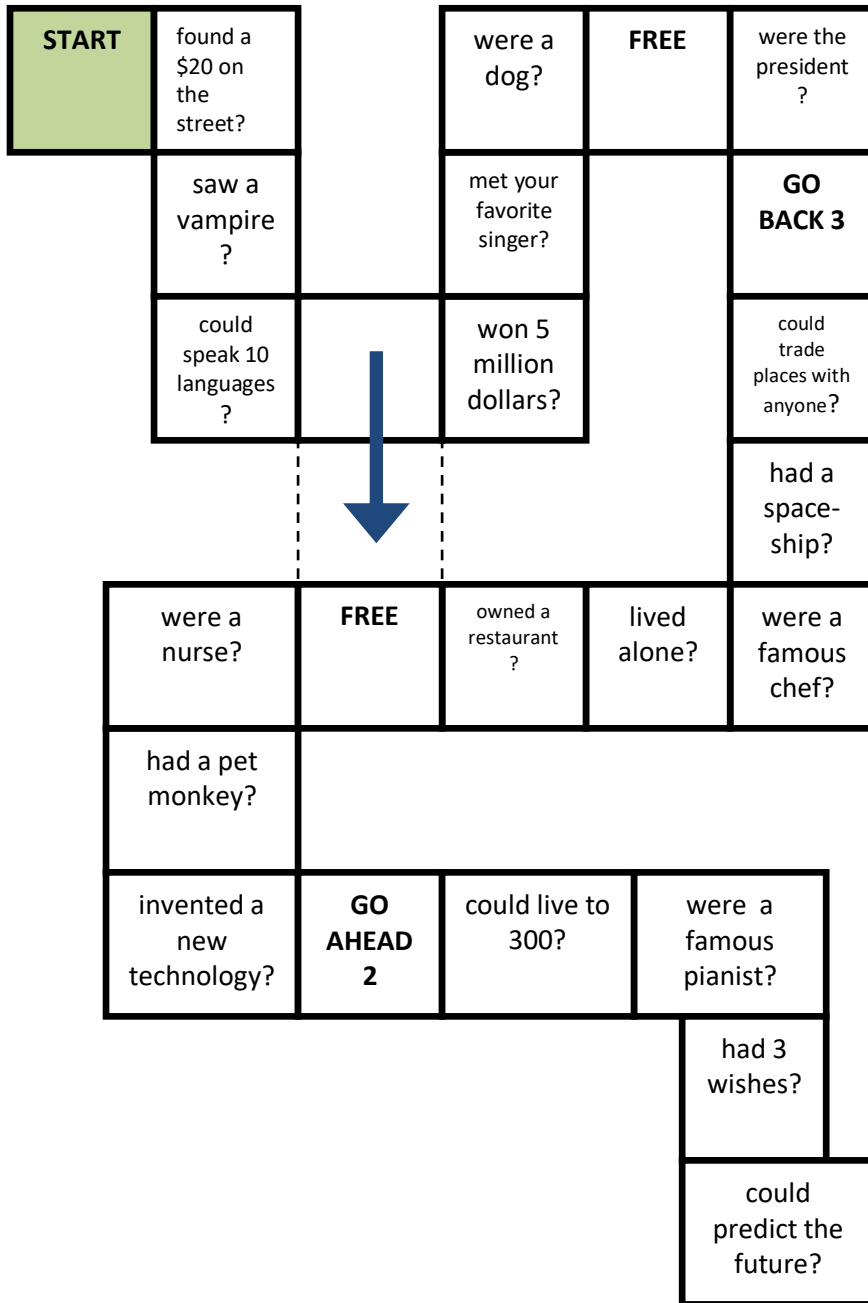 START
found a
$20 on
the
street?
were a
dog?
FREE
were the
president
?
saw a
vampire
?
met your
favorite
singer?
GO
BACK 3
could
speak 10
languages
?
won 5
million
dollars?
could
trade
places with
anyone?
had a
space-
ship?
were a
nurse?
FREE
owned a
restaurant
?
lived
alone?
were a
famous
chef?
had a pet
monkey?
invented a
new
technology?
GO
AHEAD
2
could live to
300?
were a
famous
pianist?
had 3
wishes?
could
predict the
future?